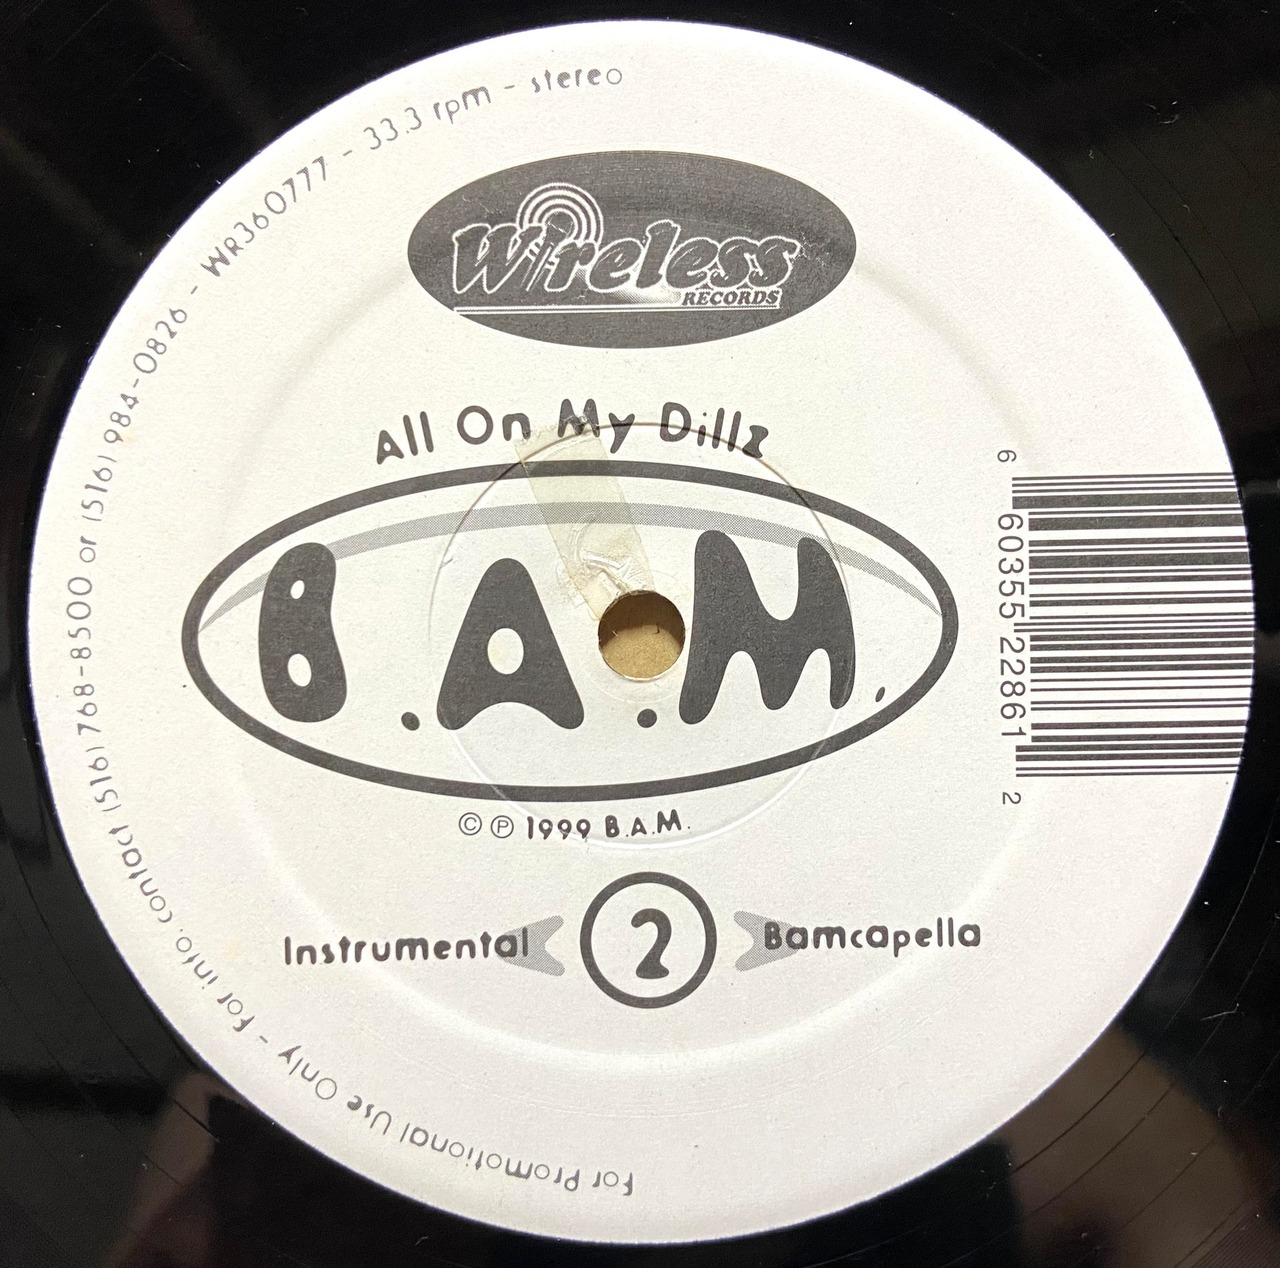 For Promotional Use Only - For info. contact (516) 768-8500 or (516) 984-0826 - WR360777 - 33.3 rpm - stereo
Wireless
RECORDS
All On My Dillz
B.A.M.
© ℗ 1999 B.A.M.
Instrumental 2 Bamcapella
6 60355 22861 2